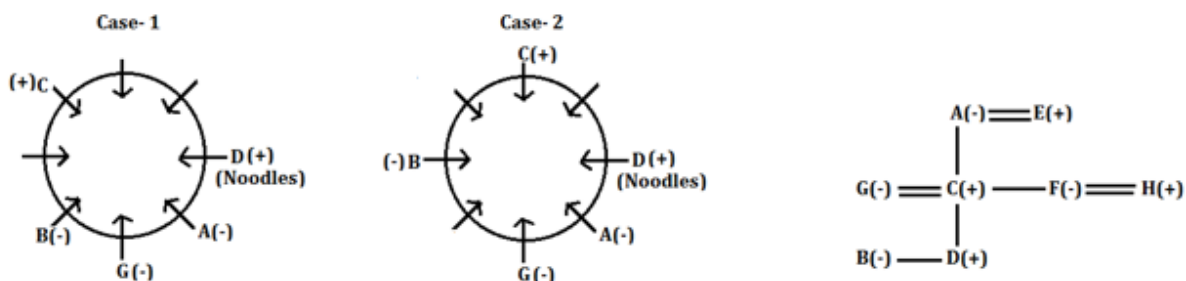 Case- 1
(+)C
D(+)
(Noodles)
A(-)
G(-)
B(-)
Case- 2
C(+)
(-)B
D(+)
(Noodles)
A(-)
G(-)
A(-) E(+)
G(-) C(+) F(-) H(+)
B(-) D(+)